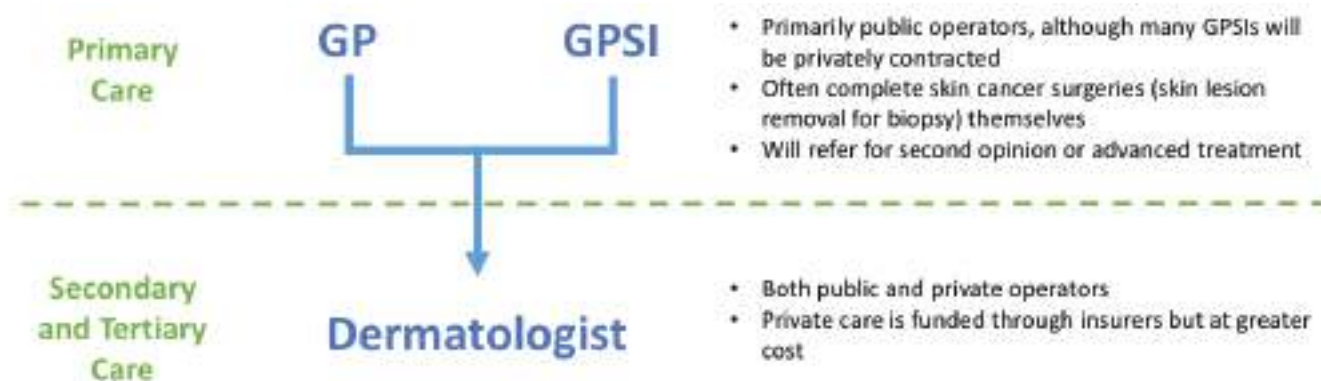 Primary
Care
GP
GPSI
• Primarily public operators, although many GPSIs will
be privately contracted
• Often complete skin cancer surgeries (skin lesion
removal for biopsy) themselves
• Will refer for second opinion or advanced treatment
Secondary
and Tertiary
Care
Dermatologist
• Both public and private operators
• Private care is funded through insurers but at greater
cost